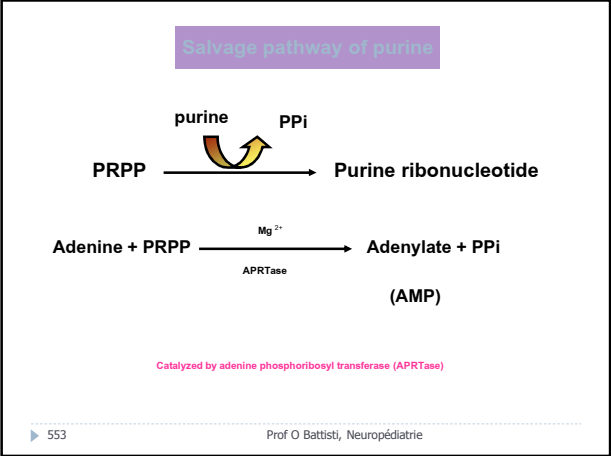 Salvage pathway of purine
purine PPi
PRPP Purine ribonucleotide
Mg 2+
Adenine + PRPP Adenylate + PPi
APRTase
(AMP)
Catalyzed by adenine phosphoribosyl transferase (APRTase)
553 Prof O Battisti, Neuropédiatrie